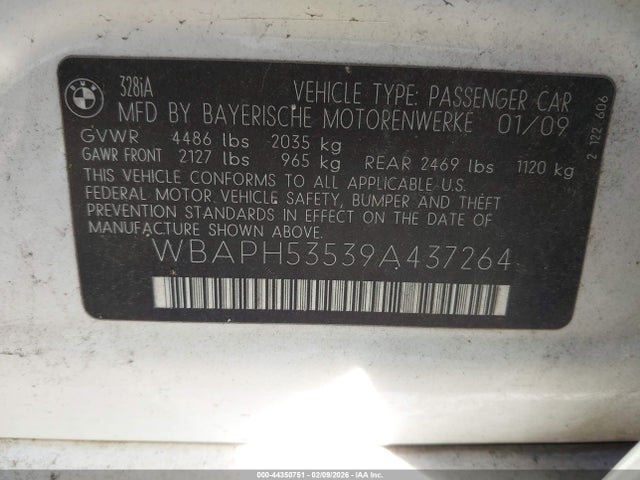 BMW
328iA VEHICLE TYPE: PASSENGER CAR
MFD BY BAYERISCHE MOTORENWERKE 01/09
GVWR 4486 lbs 2035 kg
GAWR FRONT 2127 lbs 965 kg REAR 2469 lbs 1120 kg
THIS VEHICLE CONFORMS TO ALL APPLICABLE U.S.
FEDERAL MOTOR VEHICLE SAFETY, BUMPER, AND THEFT
PREVENTION STANDARDS IN EFFECT ON THE DATE OF
MANUFACTURE SHOWN ABOVE.
WBAPH53539A437264
2 122 606
000-44350751 - 02/09/2026 - IAA Inc. - Copart